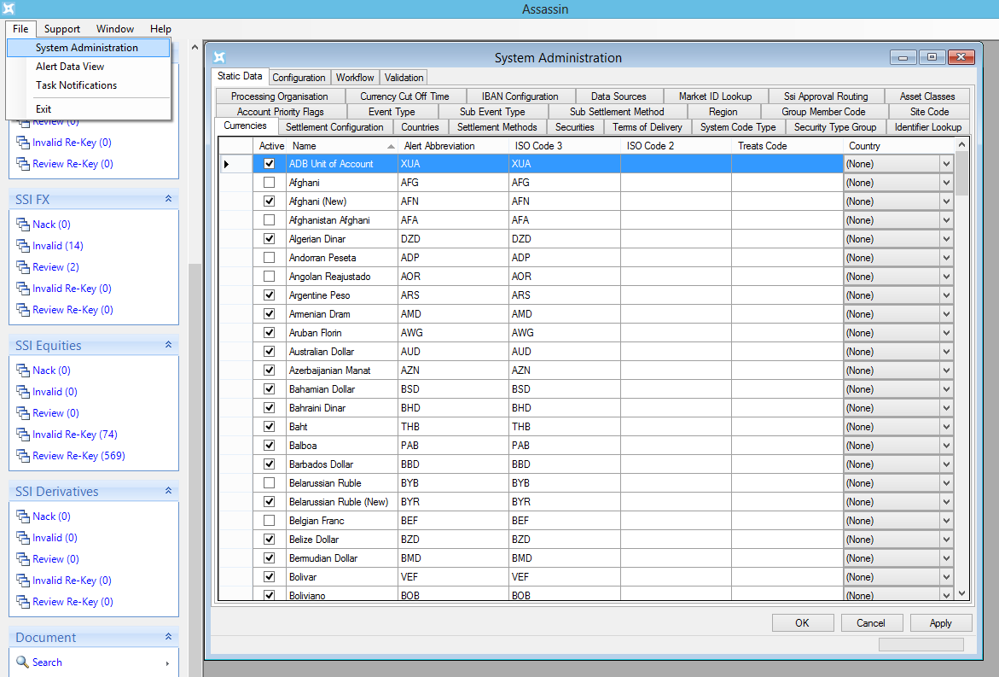 Assassin
File Support Window Help
System Administration
Alert Data View
Task Notifications
Exit
Review (0)
Invalid Re-Key (0)
Review Re-Key (0)
SSI FX
Nack (0)
Invalid (14)
Review (2)
Invalid Re-Key (0)
Review Re-Key (0)
SSI Equities
Nack (0)
Invalid (0)
Review (0)
Invalid Re-Key (74)
Review Re-Key (569)
SSI Derivatives
Nack (0)
Invalid (0)
Review (0)
Invalid Re-Key (0)
Review Re-Key (0)
Document
Search
System Administration
Static Data Configuration Workflow Validation
Processing Organisation Currency Cut Off Time IBAN Configuration Data Sources Market ID Lookup Ssi Approval Routing Asset Classes
Account Priority Flags Event Type Sub Event Type Sub Settlement Method Region Group Member Code Site Code
Currencies Settlement Configuration Countries Settlement Methods Securities Terms of Delivery System Code Type Security Type Group Identifier Lookup
Active Name Alert Abbreviation ISO Code 3 ISO Code 2 Treats Code Country
ADB Unit of Account XUA XUA (None)
Afghani AFG AFG (None)
Afghani (New) AFN AFN (None)
Afghanistan Afghani AFA AFA (None)
Algerian Dinar DZD DZD (None)
Andorran Peseta ADP ADP (None)
Angolan Reajustado AOR AOR (None)
Argentine Peso ARS ARS (None)
Armenian Dram AMD AMD (None)
Aruban Florin AWG AWG (None)
Australian Dollar AUD AUD (None)
Azerbaijanian Manat AZN AZN (None)
Bahamian Dollar BSD BSD (None)
Bahraini Dinar BHD BHD (None)
Baht THB THB (None)
Balboa PAB PAB (None)
Barbados Dollar BBD BBD (None)
Belarussian Ruble BYB BYB (None)
Belarussian Ruble (New) BYR BYR (None)
Belgian Franc BEF BEF (None)
Belize Dollar BZD BZD (None)
Bermudian Dollar BMD BMD (None)
Bolivar VEF VEF (None)
Boliviano BOB BOB (None)
OK Cancel Apply